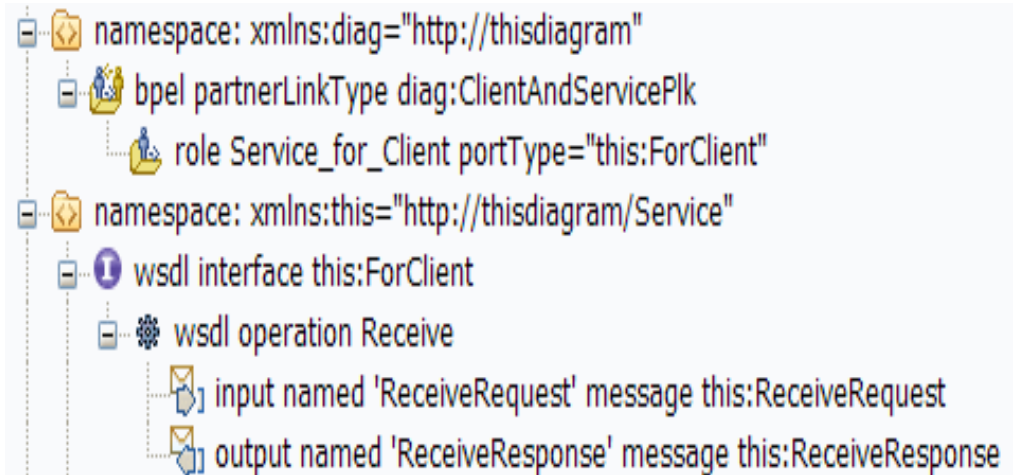 namespace: xmlns:diag="http://thisdiagram"
bpel partnerLinkType diag:ClientAndServicePlk
role Service_for_Client portType="this:ForClient"
namespace: xmlns:this="http://thisdiagram/Service"
wsdl interface this:ForClient
wsdl operation Receive
input named 'ReceiveRequest' message this:ReceiveRequest
output named 'ReceiveResponse' message this:ReceiveResponse